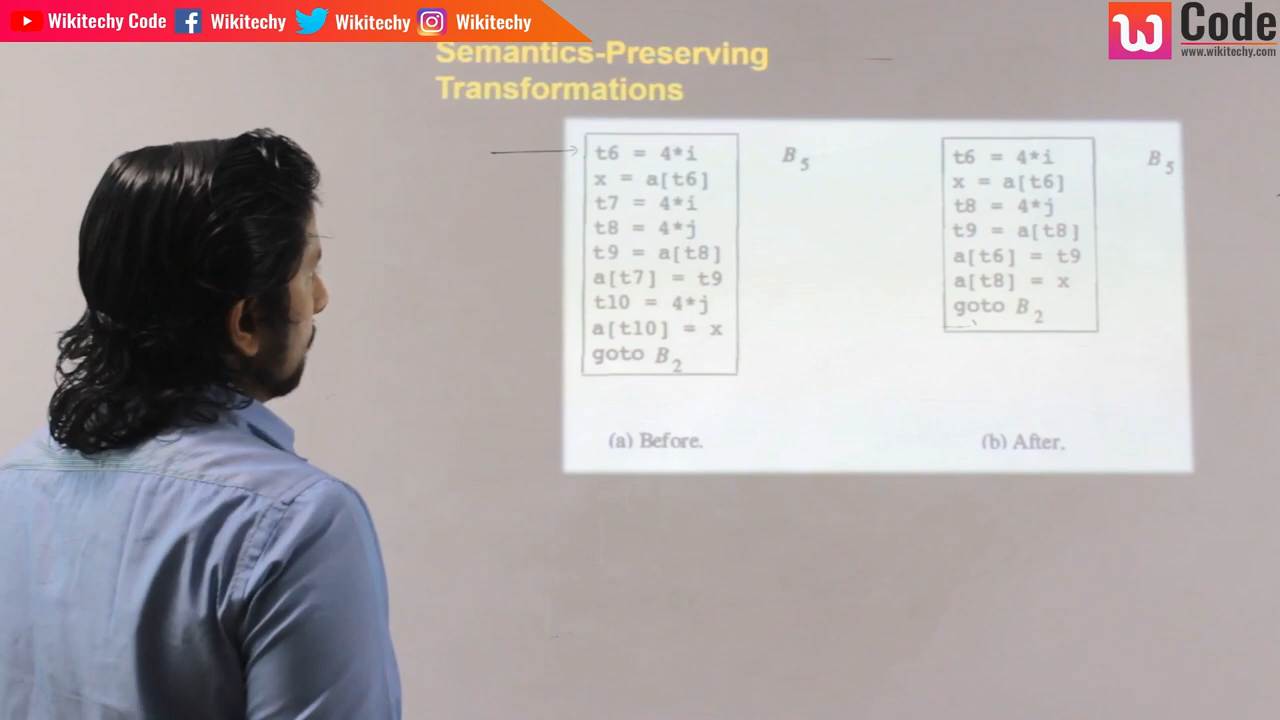 Wikitechy Code Wikitechy Wikitechy Wikitechy
W Code
www.wikitechy.com
Semantics-Preserving
Transformations
t6 = 4*i
x = a[t6]
t7 = 4*i
t8 = 4*j
t9 = a[t8]
a[t7] = t9
t10 = 4*j
a[t10] = x
goto B2
B5
(a) Before.
t6 = 4*i
x = a[t6]
t8 = 4*j
t9 = a[t8]
a[t6] = t9
a[t8] = x
goto B2
B5
(b) After.